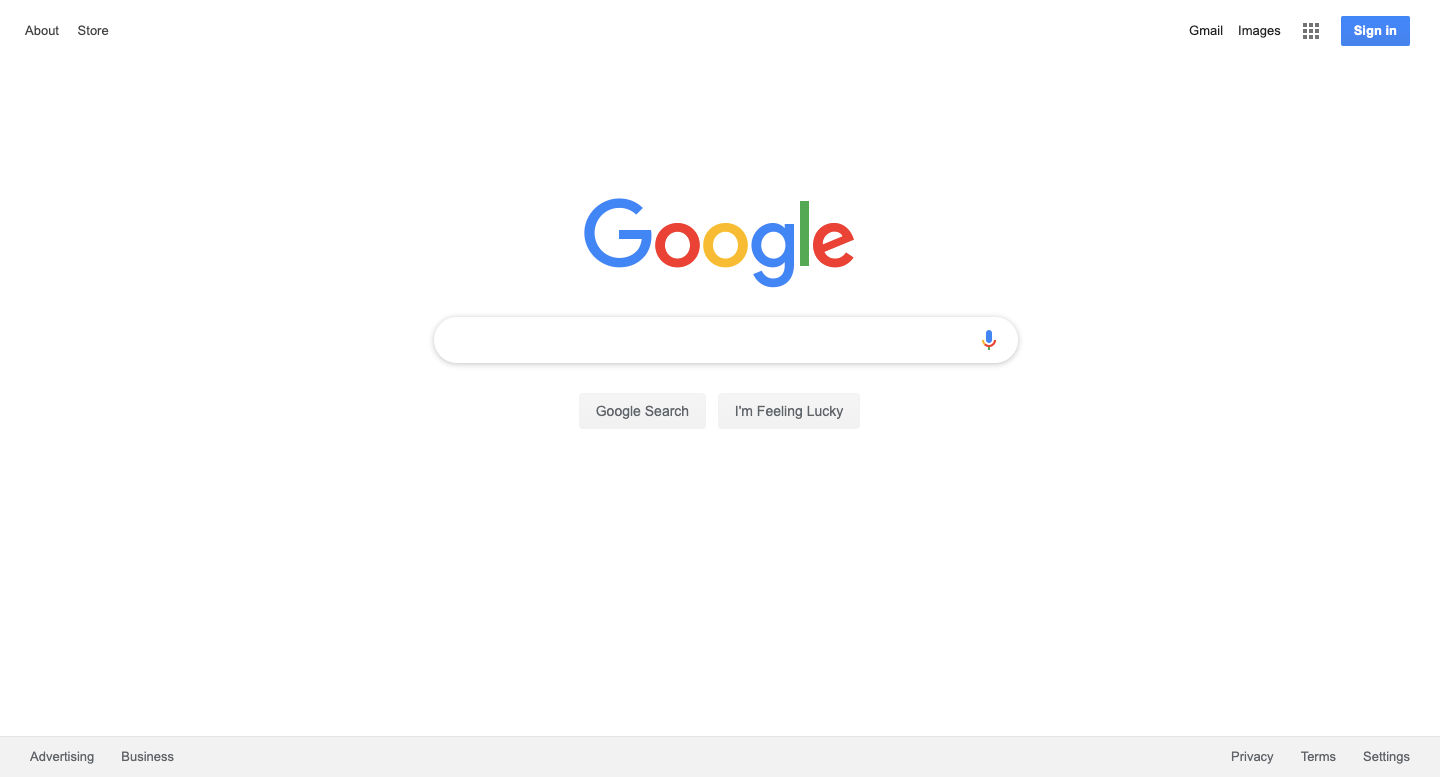 About Store Gmail Images Sign in
Google
Google Search I'm Feeling Lucky
Advertising Business Privacy Terms Settings